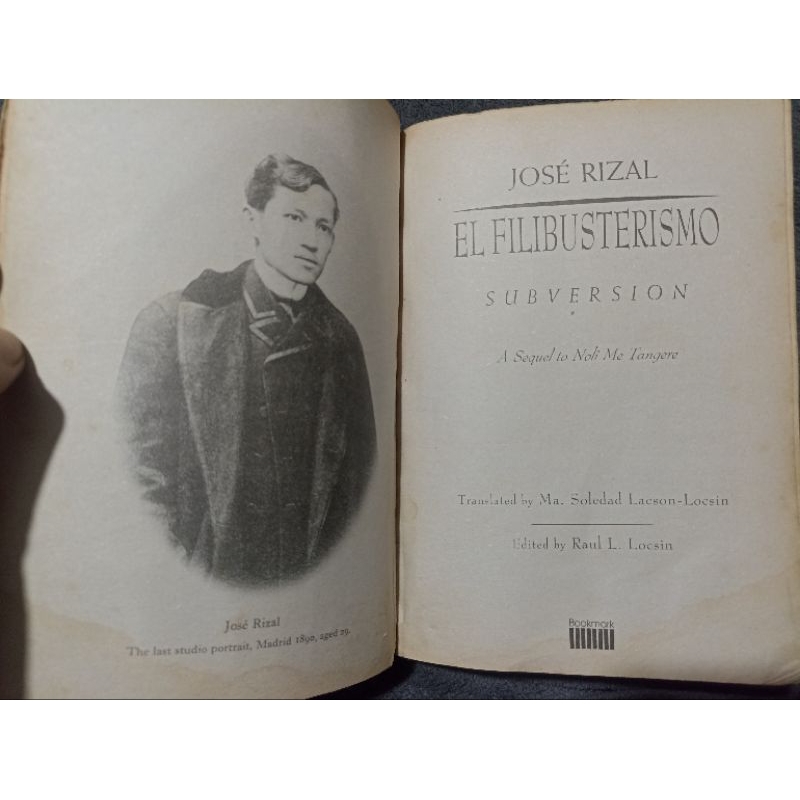 José Rizal
The last studio portrait, Madrid 1890, aged 29.
JOSÉ RIZAL
EL FILIBUSTERISMO
SUBVERSION
A Sequel to Noli Me Tangere
Translated by Ma. Soledad Lacson-Locsin
Edited by Raul L. Locsin
Bookmark